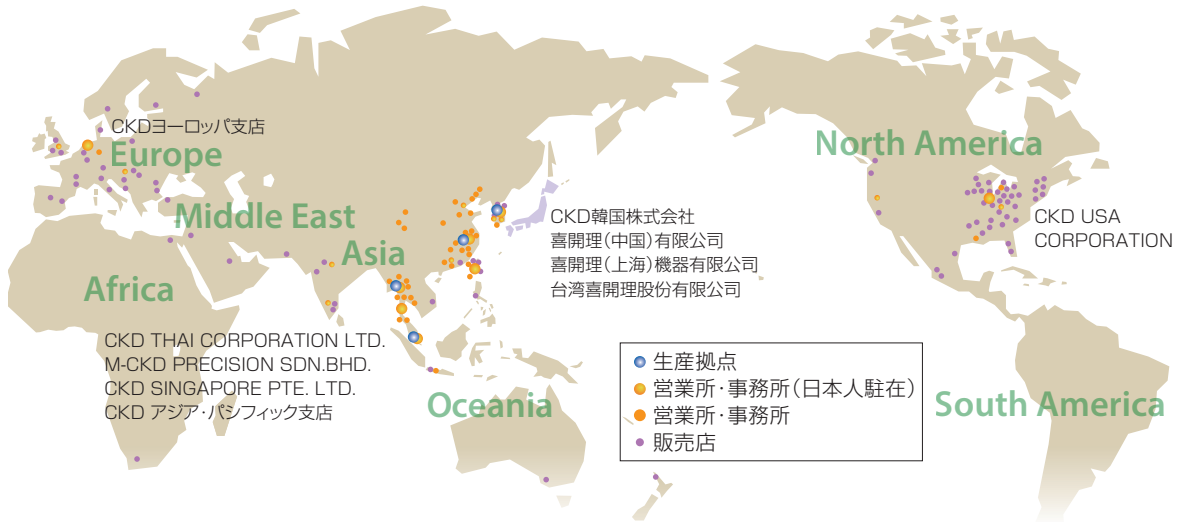 CKDヨーロッパ支店
Europe
North America
Middle East
Asia
Africa
CKD韓国株式会社
喜開理(中国)有限公司
喜開理(上海)機器有限公司
台湾喜開理股份有限公司
CKD USA
CORPORATION
CKD THAI CORPORATION LTD.
M-CKD PRECISION SDN.BHD.
CKD SINGAPORE PTE. LTD.
CKD アジア・パシフィック支店
Oceania
South America
生産拠点
営業所・事務所(日本人駐在)
営業所・事務所
販売店